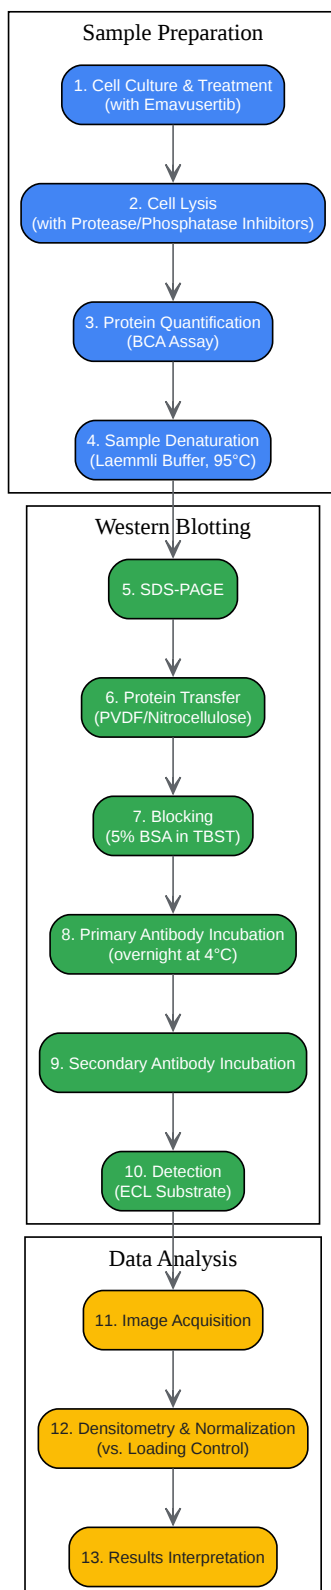 Sample Preparation
1. Cell Culture & Treatment
(with Emavusertib)
2. Cell Lysis
(with Protease/Phosphatase Inhibitors)
3. Protein Quantification
(BCA Assay)
4. Sample Denaturation
(Laemmli Buffer, 95°C)
Western Blotting
5. SDS-PAGE
6. Protein Transfer
(PVDF/Nitrocellulose)
7. Blocking
(5% BSA in TBST)
8. Primary Antibody Incubation
(overnight at 4°C)
9. Secondary Antibody Incubation
10. Detection
(ECL Substrate)
Data Analysis
11. Image Acquisition
12. Densitometry & Normalization
(vs. Loading Control)
13. Results Interpretation